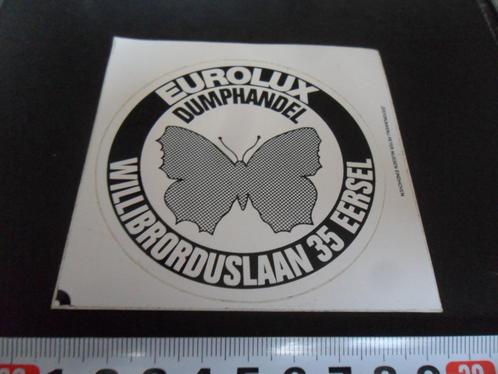 EUROLUX
DUMPHANDEL
WILLIBRORDUSLAAN 35 EERSEL